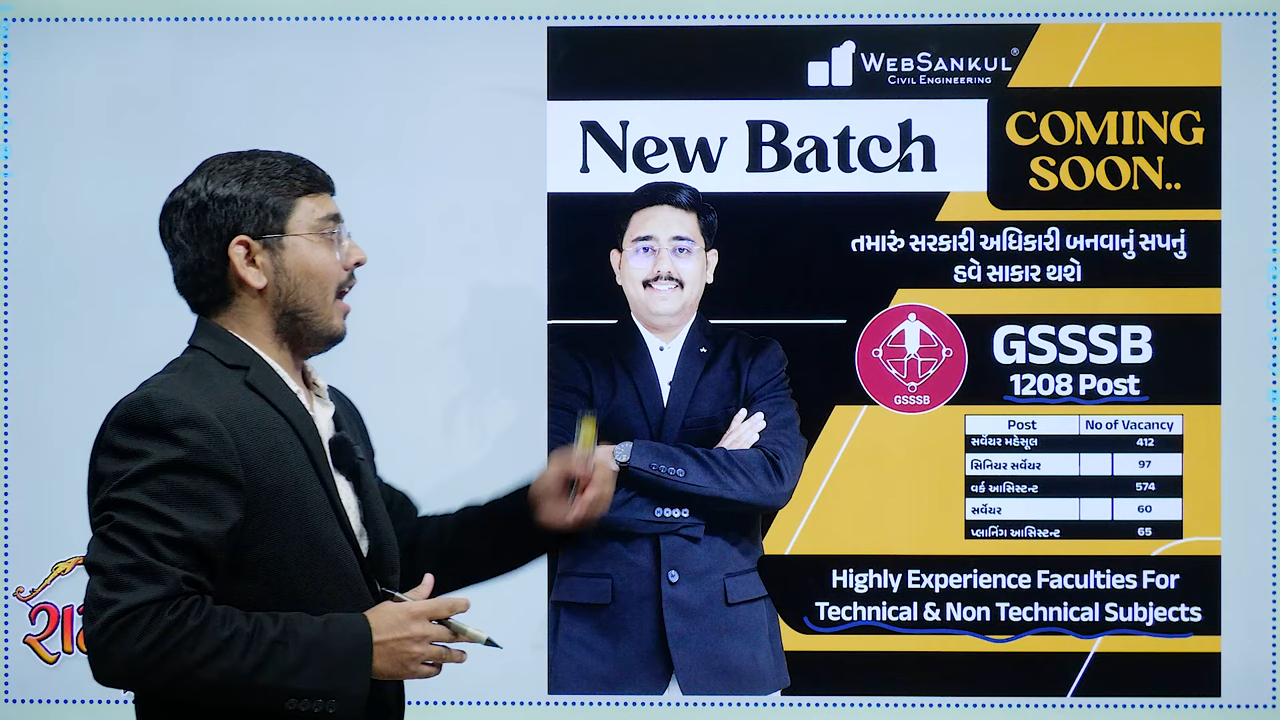 WEBSANKUL®
CIVIL ENGINEERING
New Batch
COMING
SOON..
તમારું સરકારી અધિકારી બનવાનું સપનું
હવે સાકાર થશે
GSSSB
GSSSB
1208 Post
Post No of Vacancy
સર્વેયર મહેસૂલ 412
સિનિયર સર્વેયર 97
વર્ક આસિસ્ટન્ટ 574
સર્વેયર 60
પ્લાનિંગ આસિસ્ટન્ટ 65
Highly Experience Faculties For
Technical & Non Technical Subjects